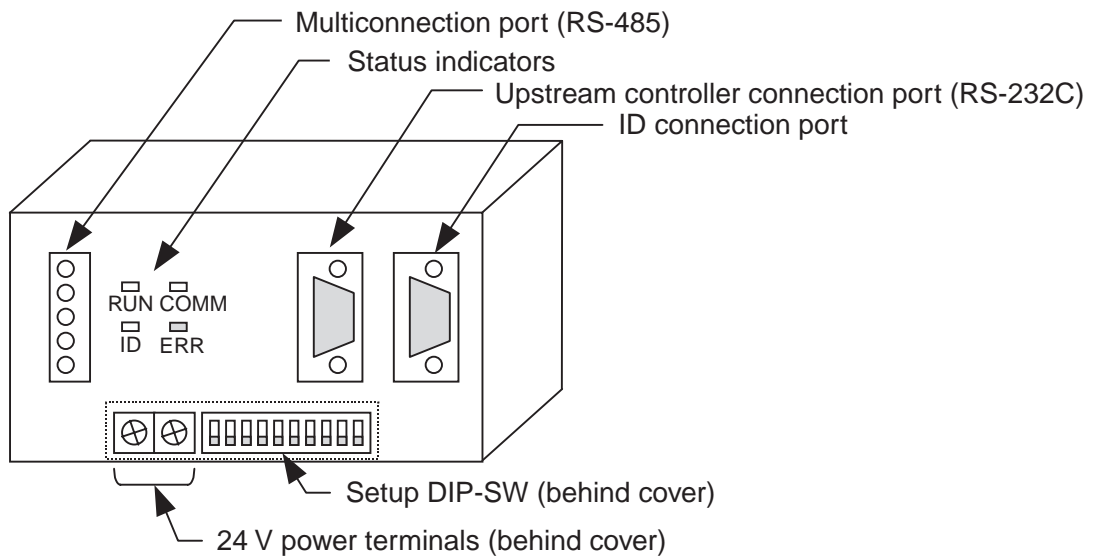 Multiconnection port (RS-485)
Status indicators
Upstream controller connection port (RS-232C)
ID connection port
RUN COMM
ID ERR
Setup DIP-SW (behind cover)
24 V power terminals (behind cover)